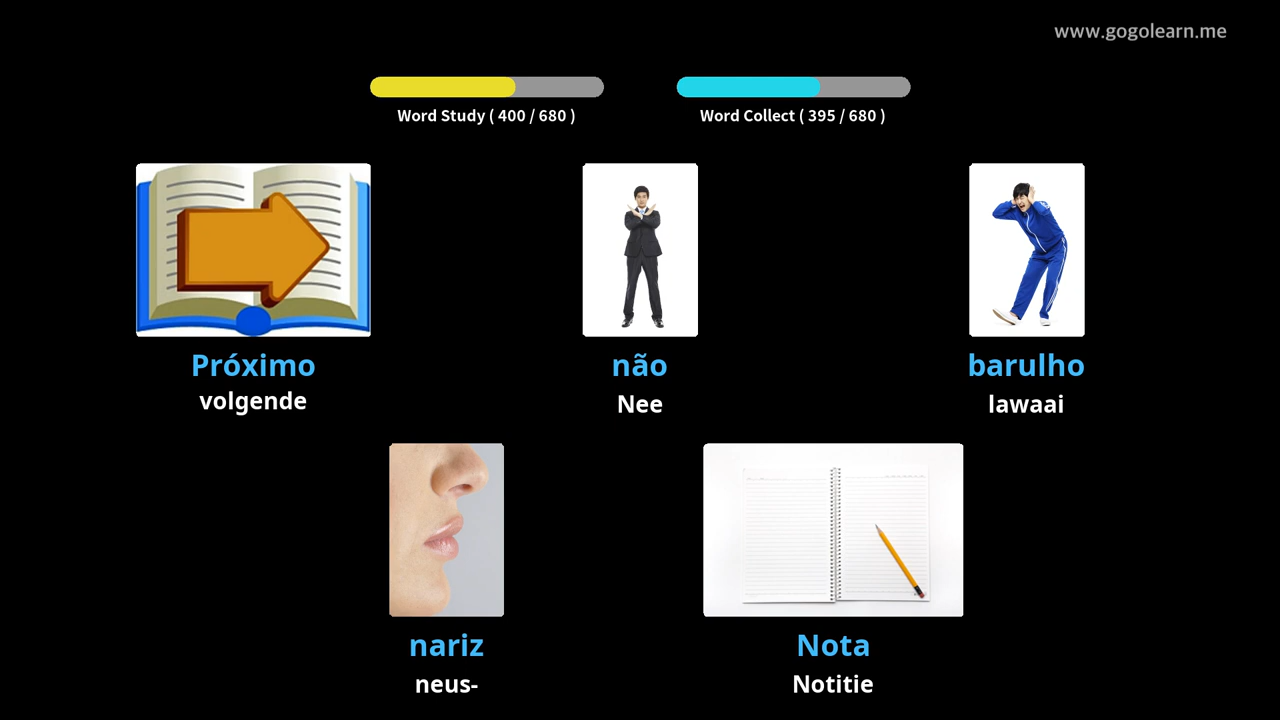 www.gogolearn.me
Word Study ( 400 / 680 )
Word Collect ( 395 / 680 )
Próximo
volgende
não
Nee
barulho
lawaai
nariz
neus-
Nota
Notitie